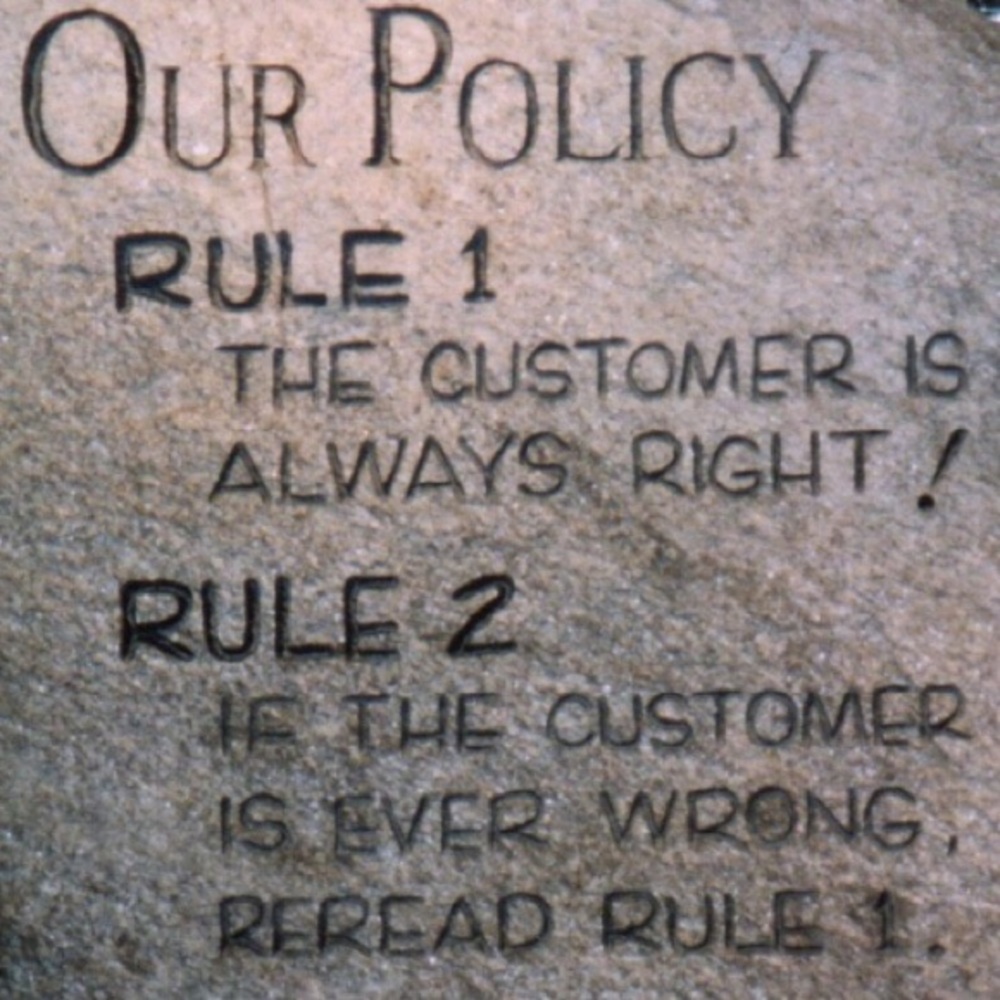 OUR POLICY
RULE 1
THE CUSTOMER IS
ALWAYS RIGHT!
RULE 2
IF THE CUSTOMER
IS EVER WRONG,
REREAD RULE 1.